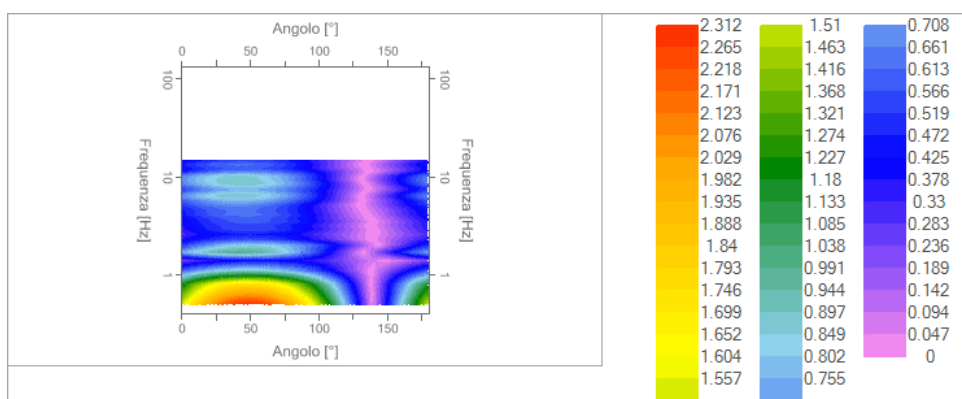 Angolo [°]
0 50 100 150
100 100
10 10
1 1
Frequenza [Hz] Frequenza [Hz]
0 50 100 150
Angolo [°]
2.312 1.51 0.708
2.265 1.463 0.661
2.218 1.416 0.613
2.171 1.368 0.566
2.123 1.321 0.519
2.076 1.274 0.472
2.029 1.227 0.425
1.982 1.18 0.378
1.935 1.133 0.33
1.888 1.085 0.283
1.84 1.038 0.236
1.793 0.991 0.189
1.746 0.944 0.142
1.699 0.897 0.094
1.652 0.849 0.047
1.604 0.802 0
1.557 0.755